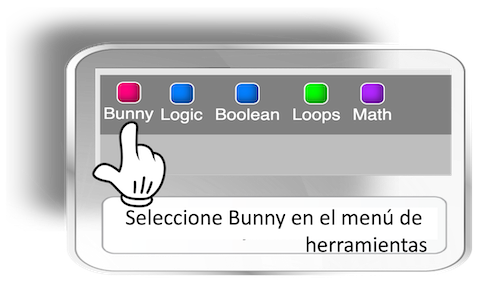 Bunny Logic Boolean Loops Math
Seleccione Bunny en el menú de
herramientas